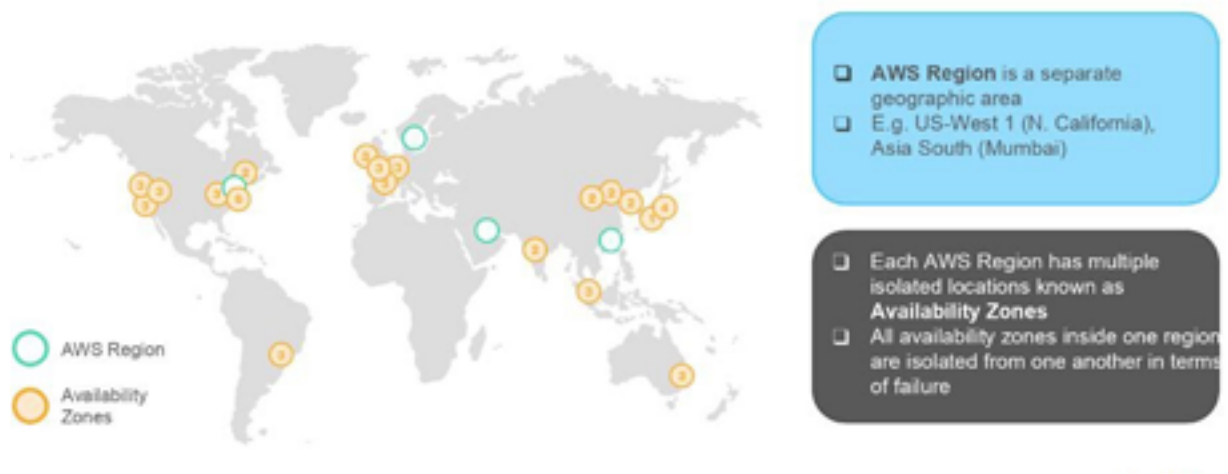 AWS Region is a separate
geographic area
E.g. US-West 1 (N. California),
Asia South (Mumbai)
Each AWS Region has multiple
isolated locations known as
Availability Zones
All availability zones inside one region
are isolated from one another in terms
of failure
AWS Region
Availability
Zones